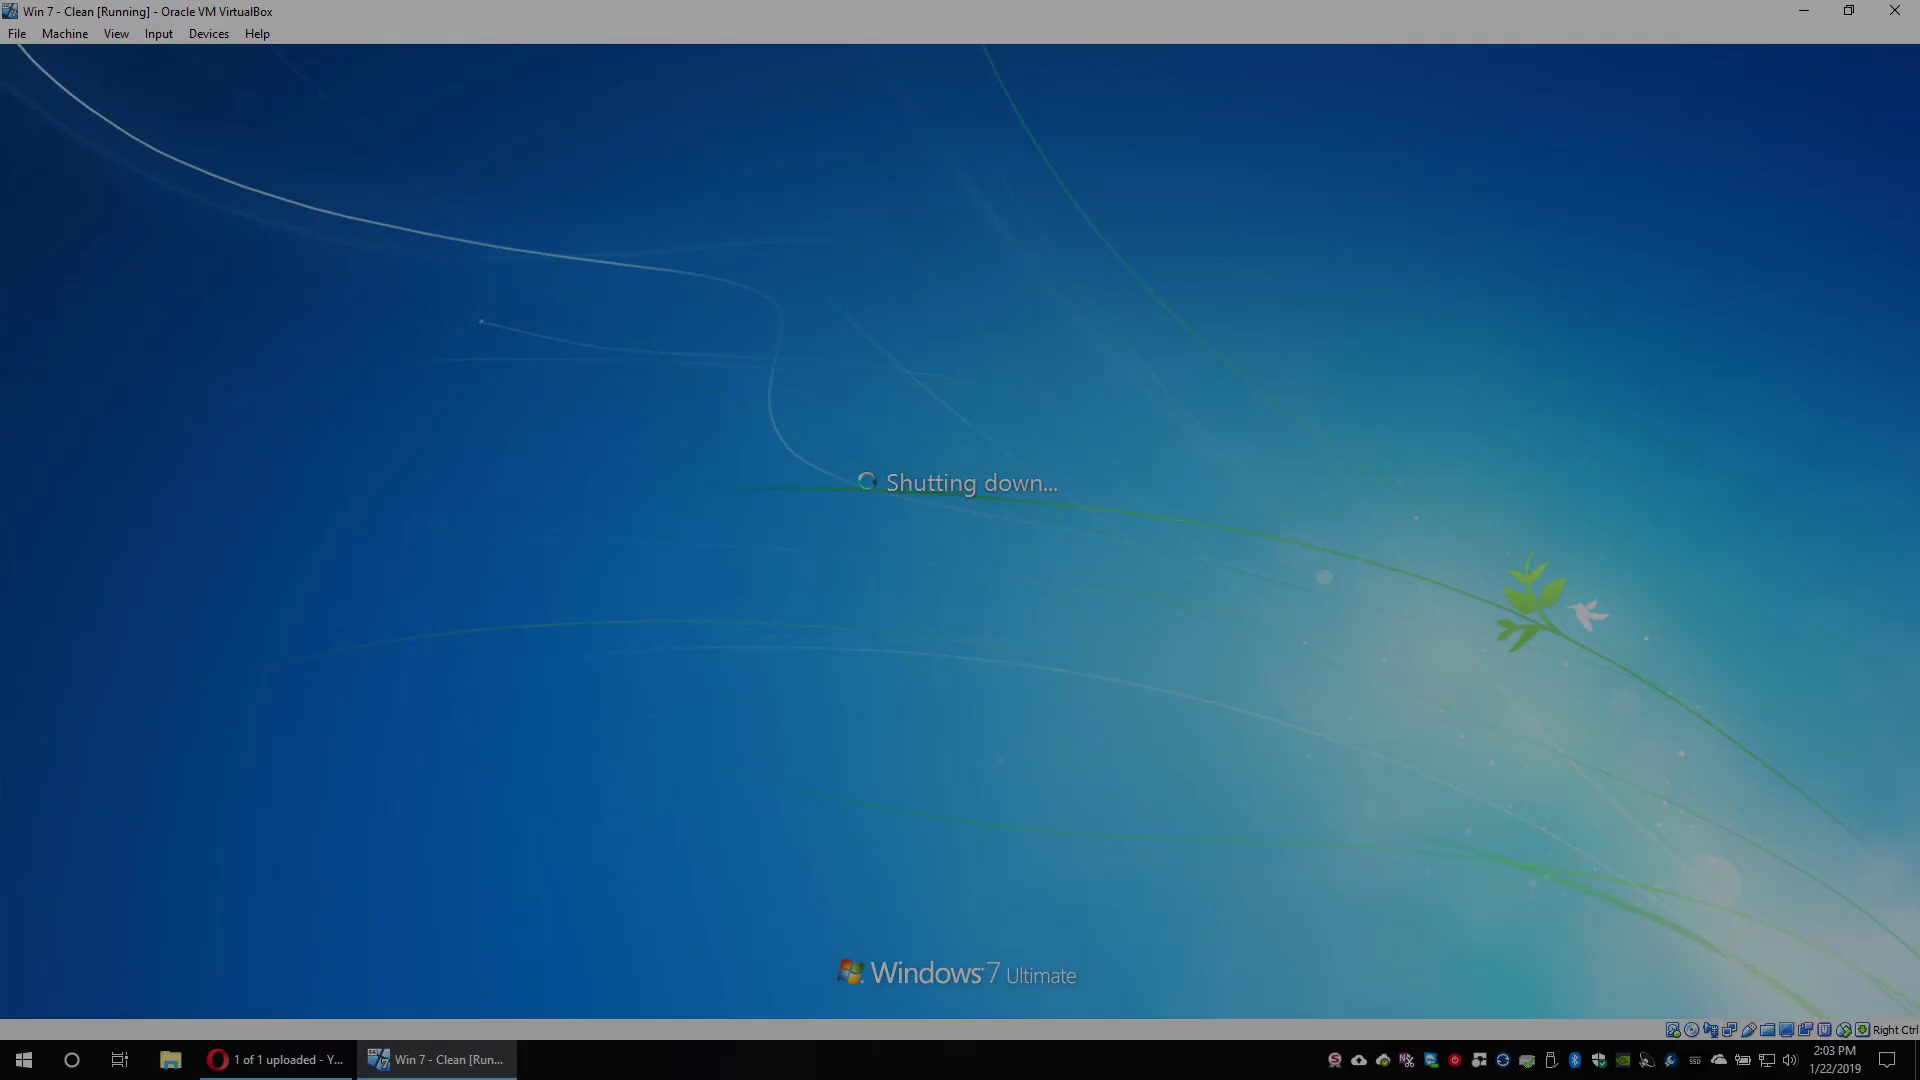 Win 7 - Clean [Running] - Oracle VM VirtualBox
File Machine View Input Devices Help
Shutting down...
Windows 7 Ultimate
Right Ctrl
1 of 1 uploaded - Y...
Win 7 - Clean [Run...
SSD
2:03 PM
1/22/2019